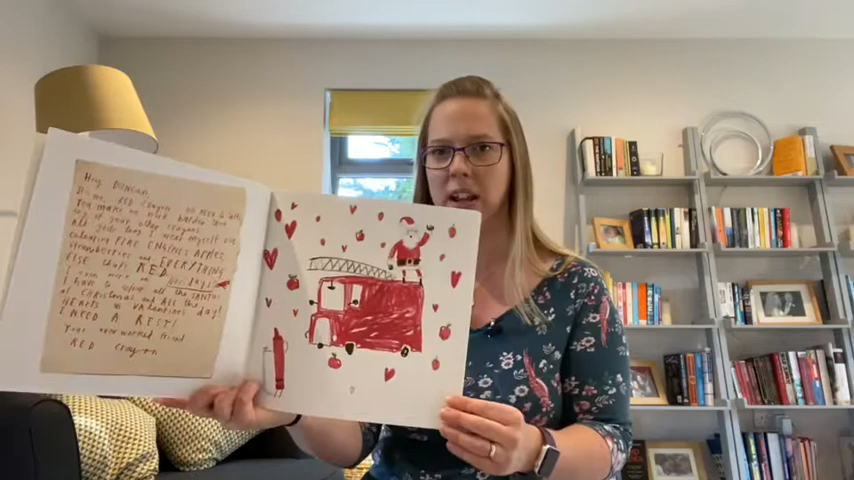 Hey DUNCAN,
It's me, RED Crayon. WE NEED to talk.
You make me work harder than any
of your other crayons.
All year long I wear myself out
coloring FIRE ENGINES, APPLES,
STRAWBERRIES and EVERYTHING
ELSE that's RED.
I even work on HOLIDAYS!
I have to color all the SANTAS
at Christmas and ALL THE
HEARTS on VALENTINE'S Day!
I NEED A REST!
Your overworked friend,
RED crayon